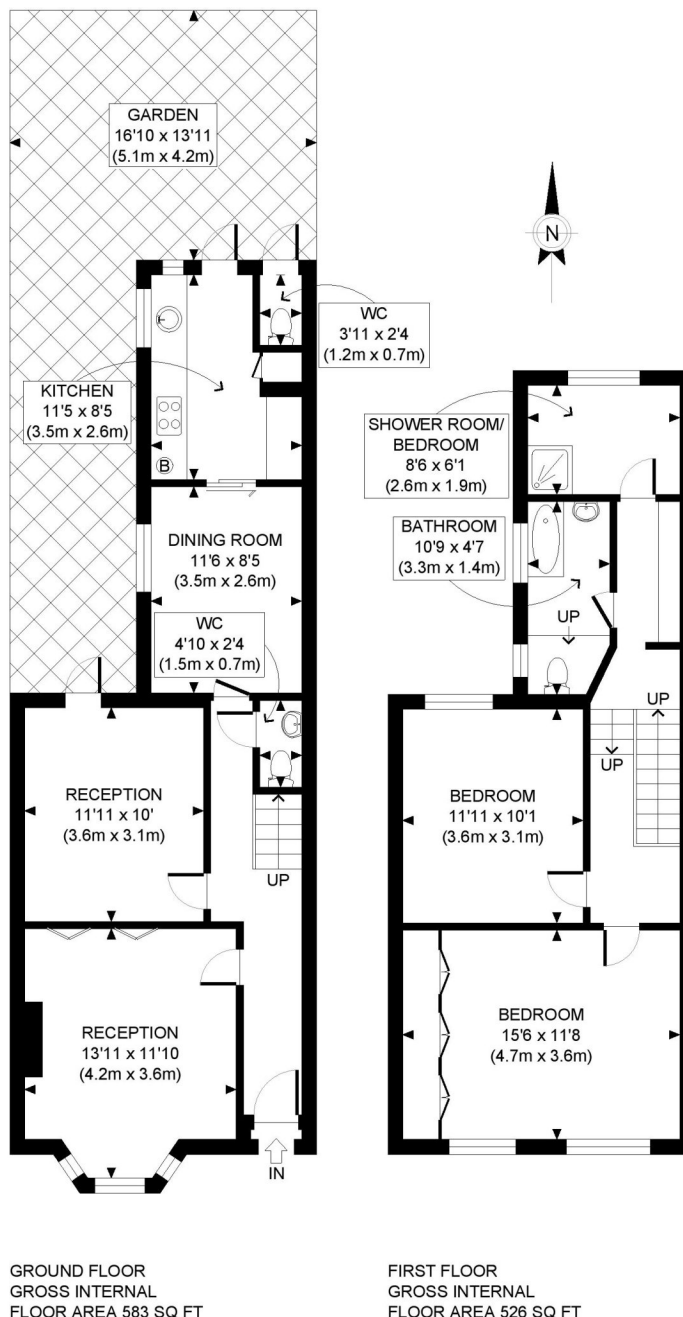 GARDEN
16'10 x 13'11
(5.1m x 4.2m)
N
WC
3'11 x 2'4
(1.2m x 0.7m)
KITCHEN
11'5 x 8'5
(3.5m x 2.6m)
B
DINING ROOM
11'6 x 8'5
(3.5m x 2.6m)
WC
4'10 x 2'4
(1.5m x 0.7m)
RECEPTION
11'11 x 10'
(3.6m x 3.1m)
UP
RECEPTION
13'11 x 11'10
(4.2m x 3.6m)
IN
GROUND FLOOR
GROSS INTERNAL
FLOOR AREA 583 SQ FT
SHOWER ROOM/
BEDROOM
8'6 x 6'1
(2.6m x 1.9m)
BATHROOM
10'9 x 4'7
(3.3m x 1.4m)
UP
UP
UP
BEDROOM
11'11 x 10'1
(3.6m x 3.1m)
BEDROOM
15'6 x 11'8
(4.7m x 3.6m)
FIRST FLOOR
GROSS INTERNAL
FLOOR AREA 526 SQ FT